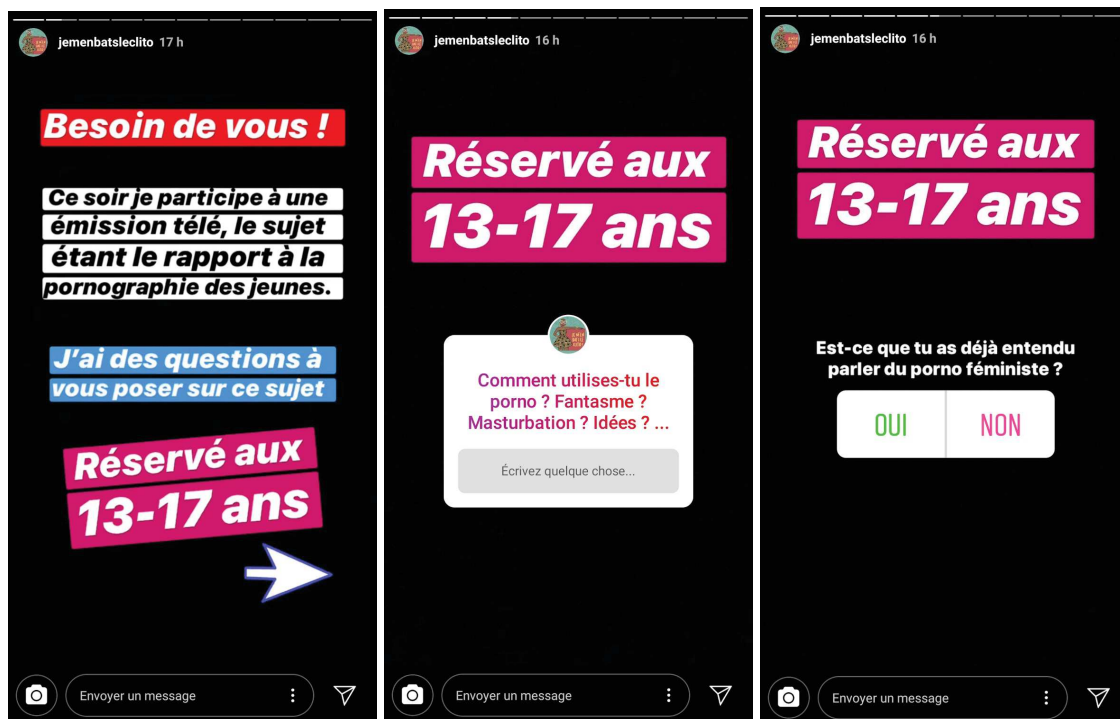 jemenbatsleclito 17 h
Besoin de vous !
Ce soir je participe à une
émission télé, le sujet
étant le rapport à la
pornographie des jeunes.
J'ai des questions à
vous poser sur ce sujet
Réservé aux
13-17 ans
Envoyer un message
jemenbatsleclito 16 h
Réservé aux
13-17 ans
Comment utilises-tu le
porno ? Fantasme ?
Masturbation ? Idées ? ...
Écrivez quelque chose...
Envoyer un message
jemenbatsleclito 16 h
Réservé aux
13-17 ans
Est-ce que tu as déjà entendu
parler du porno féministe ?
OUI NON
Envoyer un message